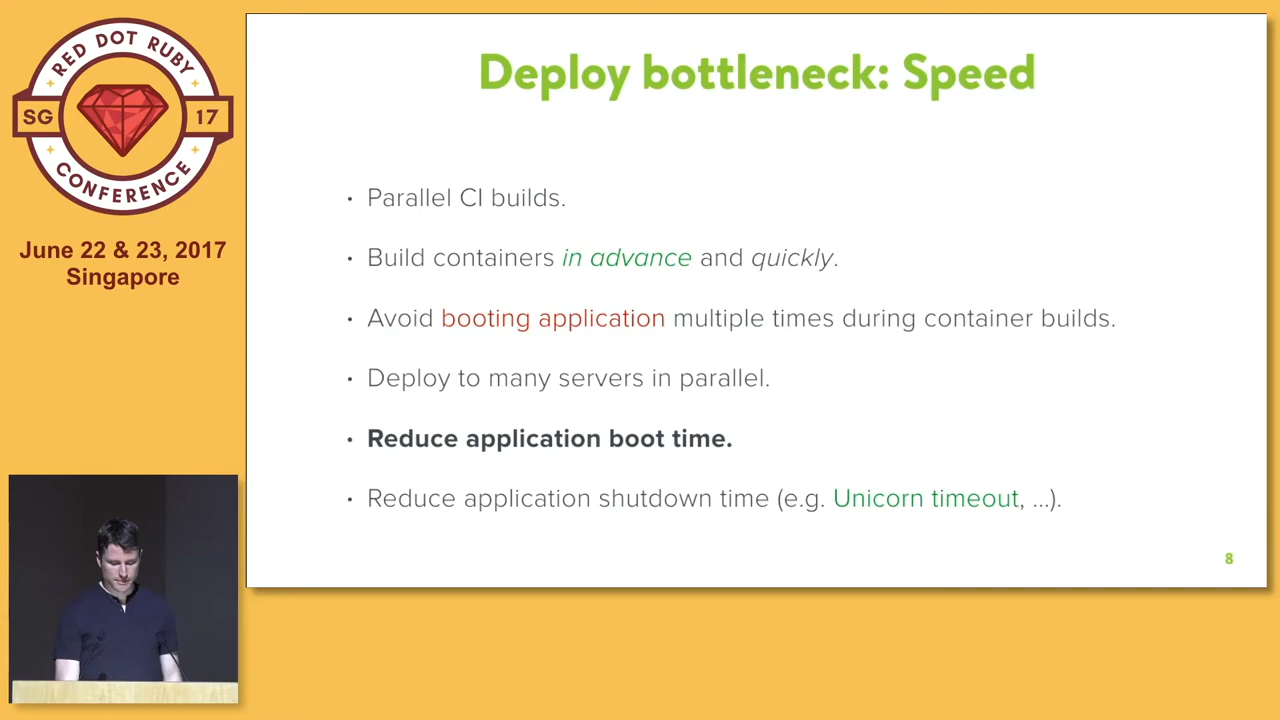 RED DOT RUBY
SG 17
CONFERENCE
June 22 & 23, 2017
Singapore
Deploy bottleneck: Speed
• Parallel CI builds.
• Build containers in advance and quickly.
• Avoid booting application multiple times during container builds.
• Deploy to many servers in parallel.
• Reduce application boot time.
• Reduce application shutdown time (e.g. Unicorn timeout, ...).
8